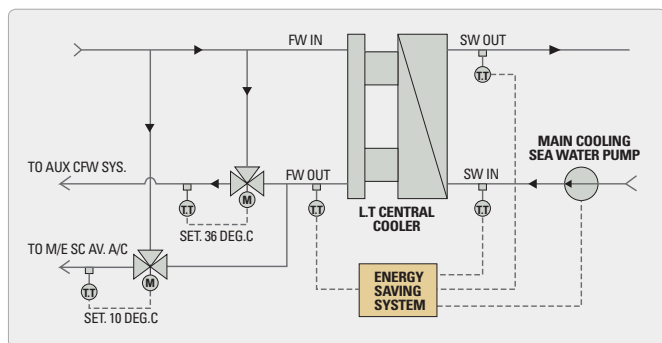 FW IN
SW OUT
T.T
MAIN COOLING
SEA WATER PUMP
TO AUX CFW SYS.
FW OUT
SW IN
T.T
M
T.T
T.T
SET. 36 DEG.C
L.T CENTRAL
COOLER
TO M/E SC AV. A/C
T.T
M
SET. 10 DEG.C
ENERGY
SAVING
SYSTEM